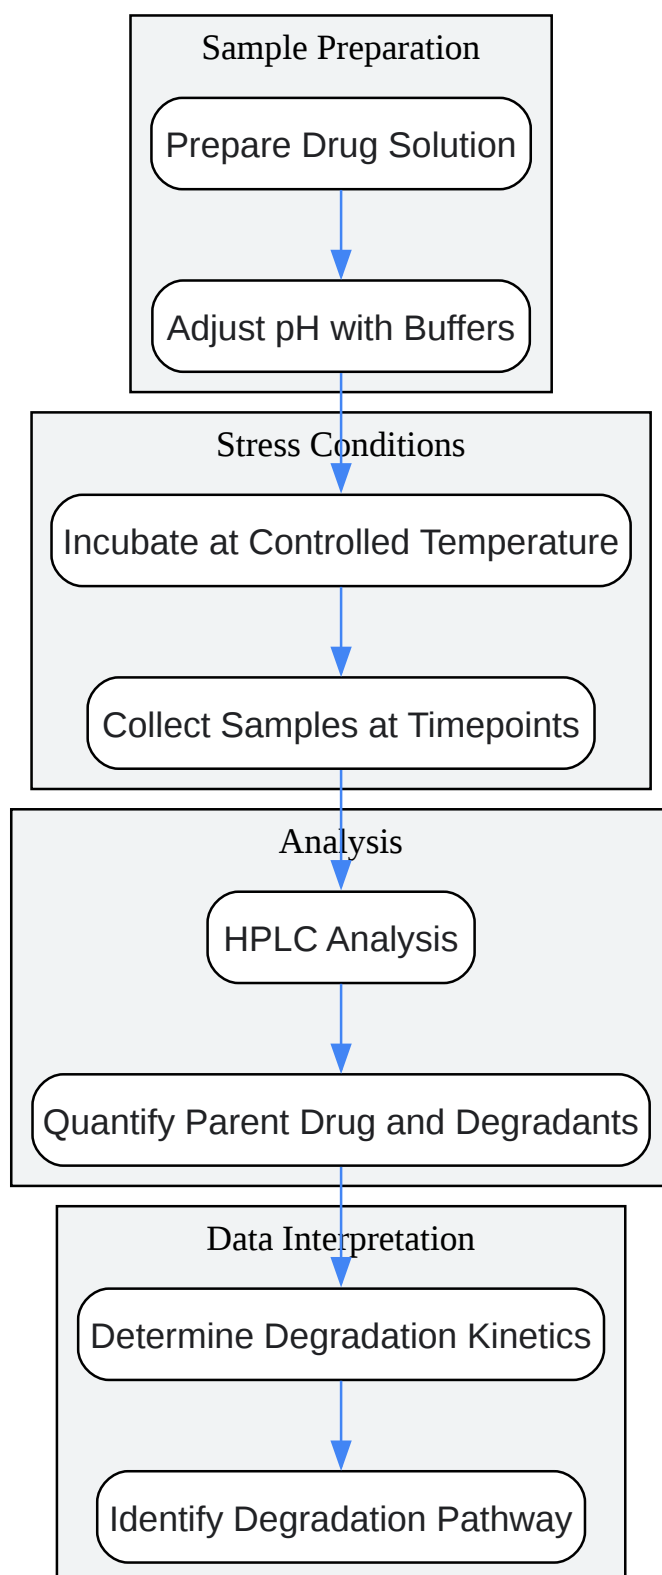 Sample Preparation
Prepare Drug Solution
Adjust pH with Buffers
Stress Conditions
Incubate at Controlled Temperature
Collect Samples at Timepoints
Analysis
HPLC Analysis
Quantify Parent Drug and Degradants
Data Interpretation
Determine Degradation Kinetics
Identify Degradation Pathway